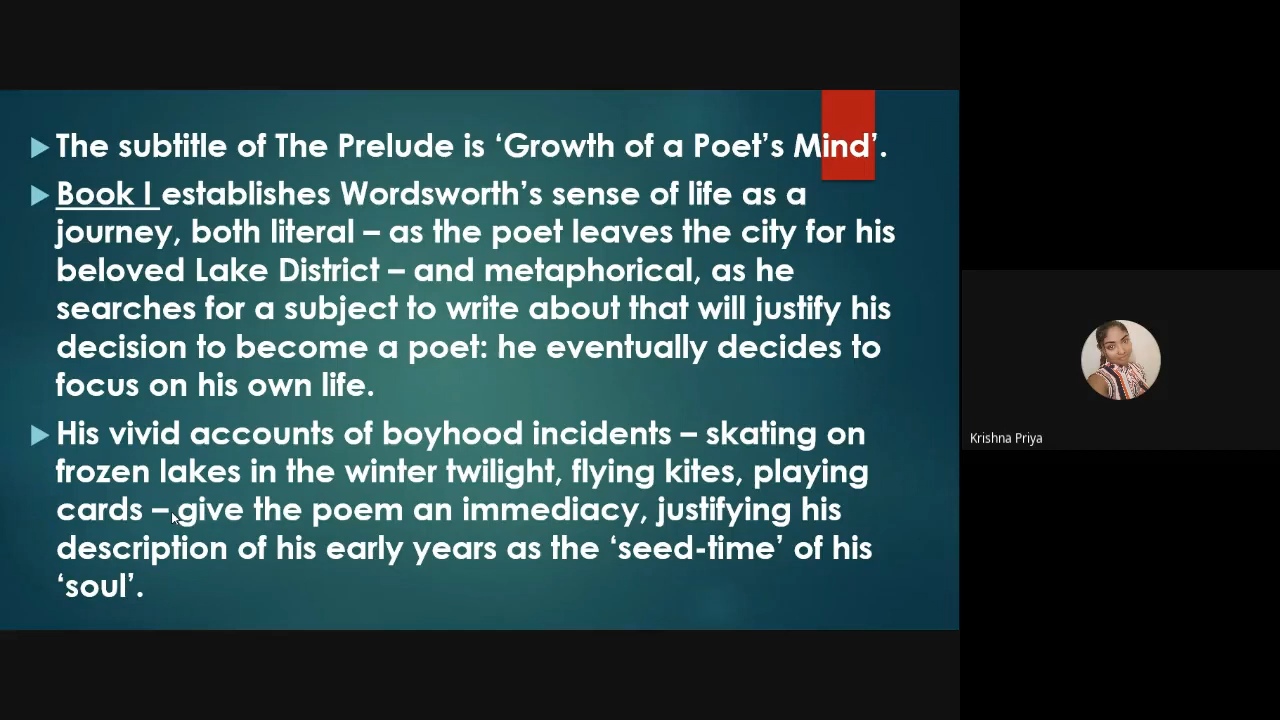 The subtitle of The Prelude is ‘Growth of a Poet’s Mind’.
Book I establishes Wordsworth’s sense of life as a
journey, both literal – as the poet leaves the city for his
beloved Lake District – and metaphorical, as he
searches for a subject to write about that will justify his
decision to become a poet: he eventually decides to
focus on his own life.
His vivid accounts of boyhood incidents – skating on
frozen lakes in the winter twilight, flying kites, playing
cards – give the poem an immediacy, justifying his
description of his early years as the ‘seed-time’ of his
‘soul’.
Krishna Priya